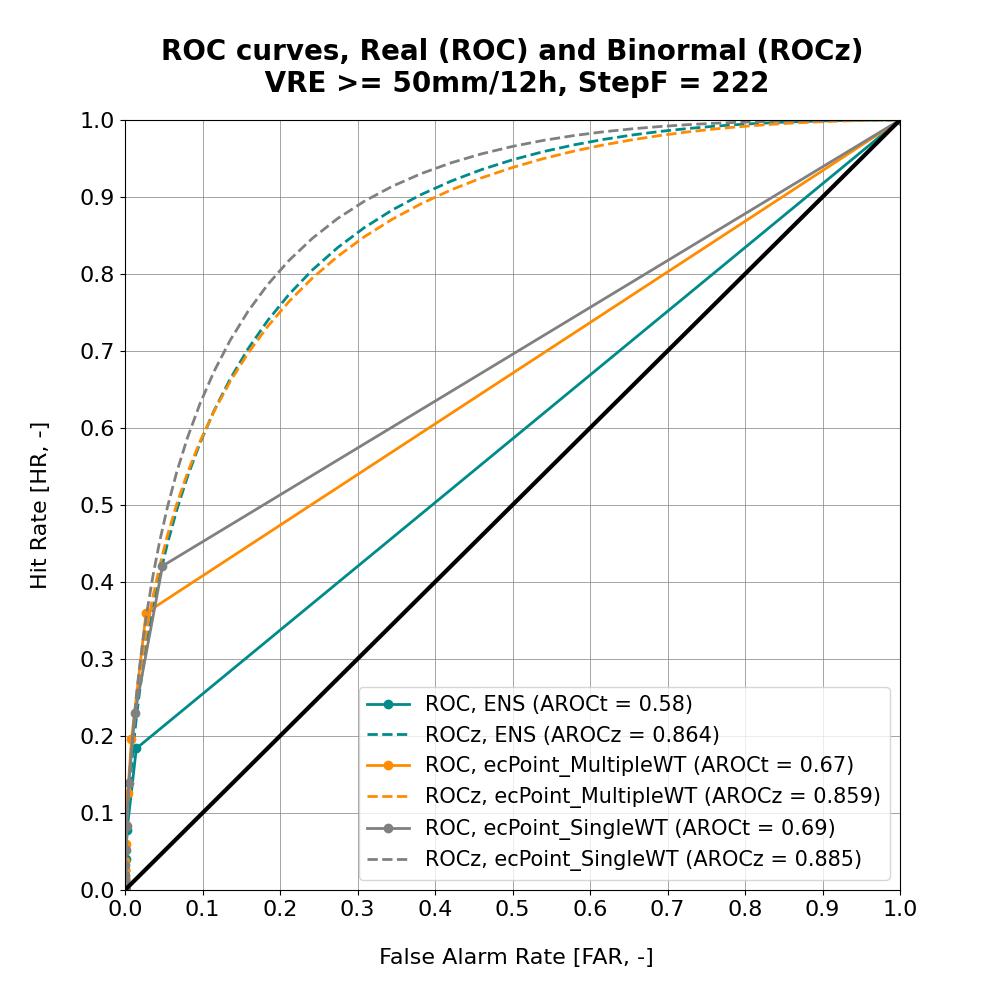 ROC curves, Real (ROC) and Binormal (ROCz)
VRE >= 50mm/12h, StepF = 222
1.0
0.9
0.8
0.7
0.6
0.5
0.4
0.3
0.2
0.1
0.0
Hit Rate [HR, -]
ROC, ENS (AROCt = 0.58)
ROCz, ENS (AROCz = 0.864)
ROC, ecPoint_MultipleWT (AROCt = 0.67)
ROCz, ecPoint_MultipleWT (AROCz = 0.859)
ROC, ecPoint_SingleWT (AROCt = 0.69)
ROCz, ecPoint_SingleWT (AROCz = 0.885)
0.0 0.1 0.2 0.3 0.4 0.5 0.6 0.7 0.8 0.9 1.0
False Alarm Rate [FAR, -]